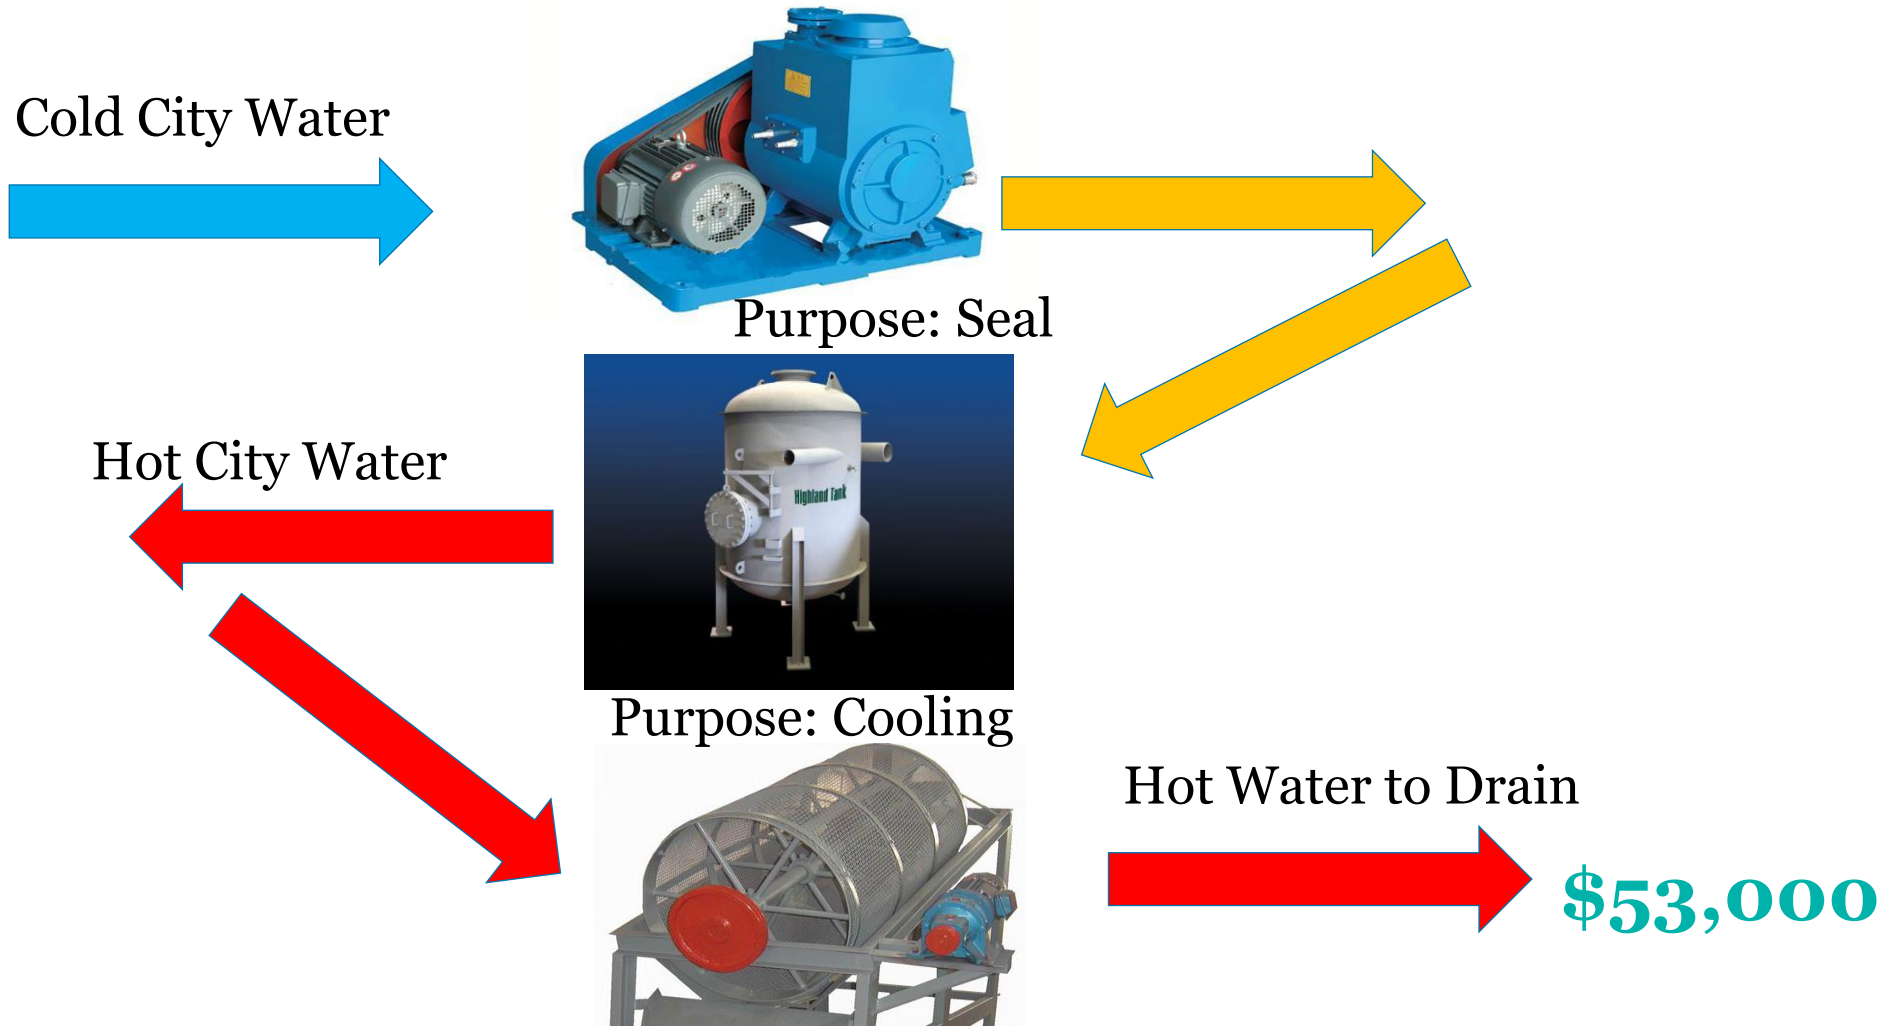 Cold City Water
Purpose: Seal
Hot City Water
Highland Tank
Purpose: Cooling
Hot Water to Drain
$53,000